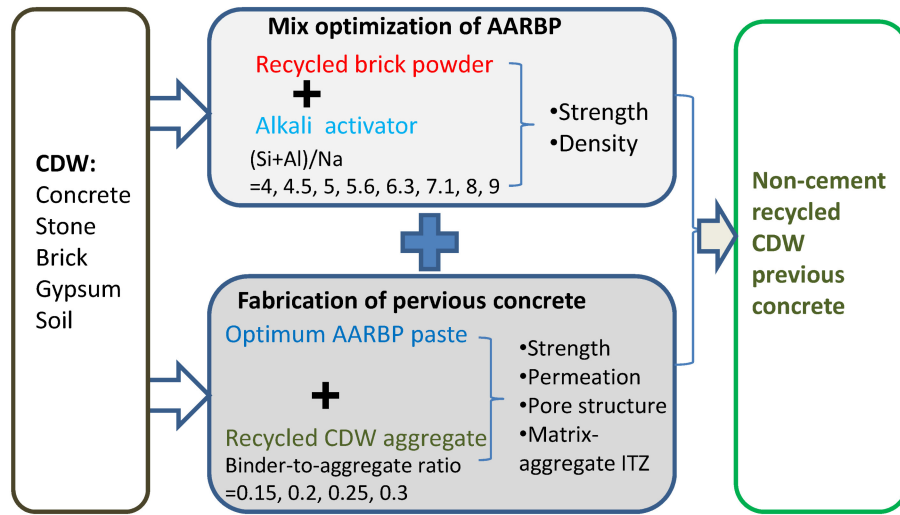 CDW:
Concrete
Stone
Brick
Gypsum
Soil
Mix optimization of AARBP
Recycled brick powder
+
Alkali activator
(Si+Al)/Na
=4, 4.5, 5, 5.6, 6.3, 7.1, 8, 9
•Strength
•Density
Fabrication of pervious concrete
Optimum AARBP paste
+
Recycled CDW aggregate
Binder-to-aggregate ratio
=0.15, 0.2, 0.25, 0.3
•Strength
•Permeation
•Pore structure
•Matrix-
aggregate ITZ
Non-cement
recycled
CDW
previous
concrete